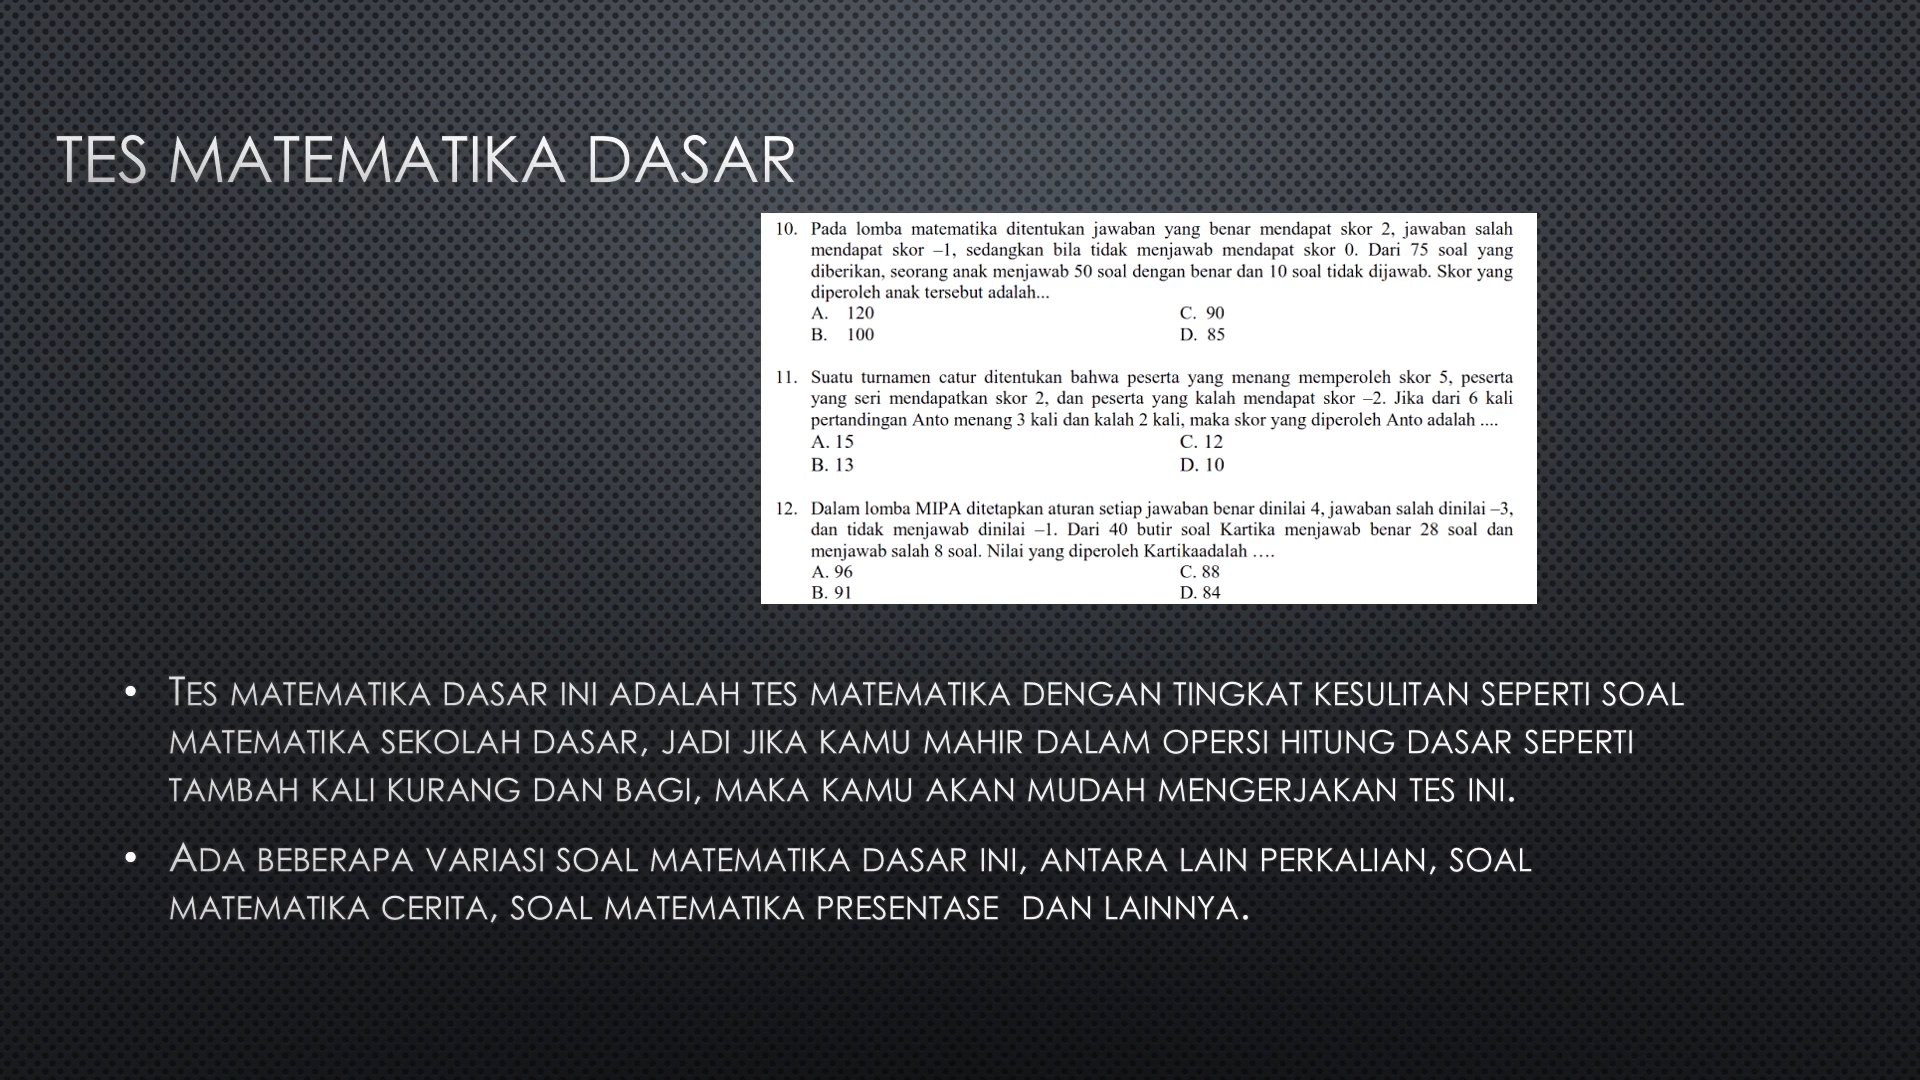 TES MATEMATIKA DASAR
10. Pada lomba matematika ditentukan jawaban yang benar mendapat skor 2, jawaban salah
mendapat skor –1, sedangkan bila tidak menjawab mendapat skor 0. Dari 75 soal yang
diberikan, seorang anak menjawab 50 soal dengan benar dan 10 soal tidak dijawab. Skor yang
diperoleh anak tersebut adalah...
A. 120 C. 90
B. 100 D. 85
11. Suatu turnamen catur ditentukan bahwa peserta yang menang memperoleh skor 5, peserta
yang seri mendapatkan skor 2, dan peserta yang kalah mendapat skor –2. Jika dari 6 kali
pertandingan Anto menang 3 kali dan kalah 2 kali, maka skor yang diperoleh Anto adalah ....
A. 15 C. 12
B. 13 D. 10
12. Dalam lomba MIPA ditetapkan aturan setiap jawaban benar dinilai 4, jawaban salah dinilai –3,
dan tidak menjawab dinilai –1. Dari 40 butir soal Kartika menjawab benar 28 soal dan
menjawab salah 8 soal. Nilai yang diperoleh Kartikaadalah ….
A. 96 C. 88
B. 91 D. 84
• TES MATEMATIKA DASAR INI ADALAH TES MATEMATIKA DENGAN TINGKAT KESULITAN SEPERTI SOAL
MATEMATIKA SEKOLAH DASAR, JADI JIKA KAMU MAHIR DALAM OPERSI HITUNG DASAR SEPERTI
TAMBAH KALI KURANG DAN BAGI, MAKA KAMU AKAN MUDAH MENGERJAKAN TES INI.
• ADA BEBERAPA VARIASI SOAL MATEMATIKA DASAR INI, ANTARA LAIN PERKALIAN, SOAL
MATEMATIKA CERITA, SOAL MATEMATIKA PRESENTASE DAN LAINNYA.